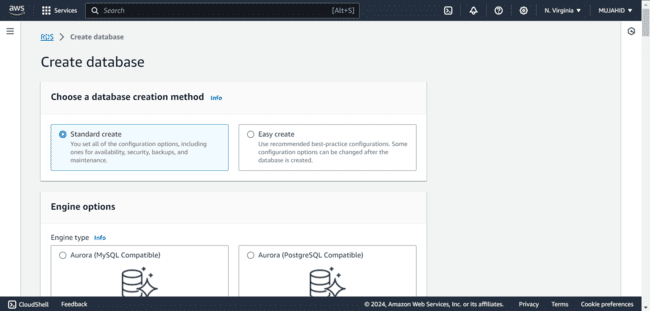 aws Services Search [Alt+S] N. Virginia MUJAHID
RDS > Create database
Create database
Choose a database creation method Info
Standard create
You set all of the configuration options, including
ones for availability, security, backups, and
maintenance.
Easy create
Use recommended best-practice configurations. Some
configuration options can be changed after the
database is created.
Engine options
Engine type Info
Aurora (MySQL Compatible)
Aurora (PostgreSQL Compatible)
CloudShell Feedback © 2024, Amazon Web Services, Inc. or its affiliates. Privacy Terms Cookie preferences